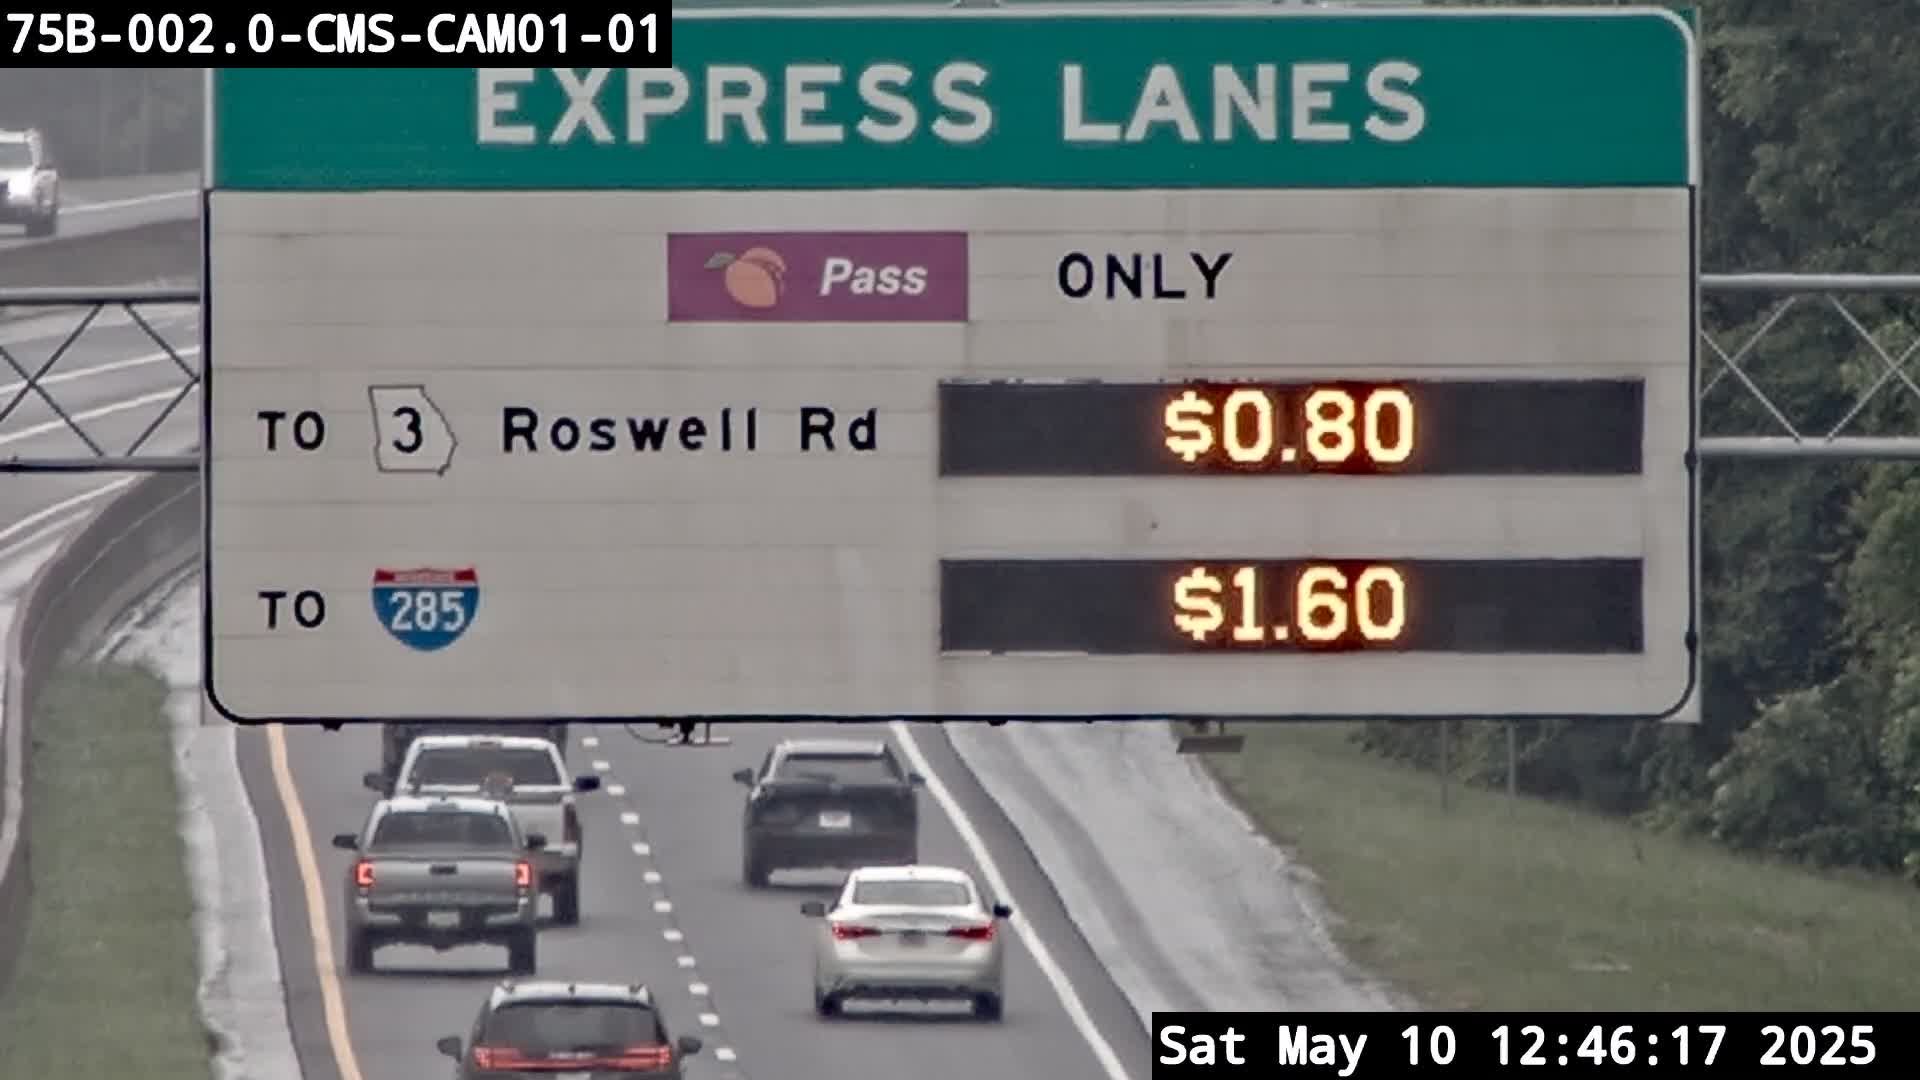 75B-002.0-CMS-CAM01-01
EXPRESS LANES
Pass ONLY
TO 3 Roswell Rd $0.80
TO 285 $1.60
Sat May 10 12:46:17 2025